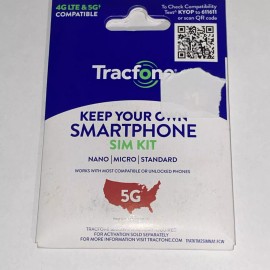 4G LTE & 5G†
COMPATIBLE
To Check Compatibility
Text* KYOP to 611611
or scan QR code
Tracfone
KEEP YOUR OWN
SMARTPHONE
SIM KIT
NANO | MICRO | STANDARD
WORKS WITH MOST COMPATIBLE OR UNLOCKED PHONES
5G
FOR ACTIVATION SOLD SEPARATELY
FOR MORE INFORMATION VISIT TRACFONE.COM